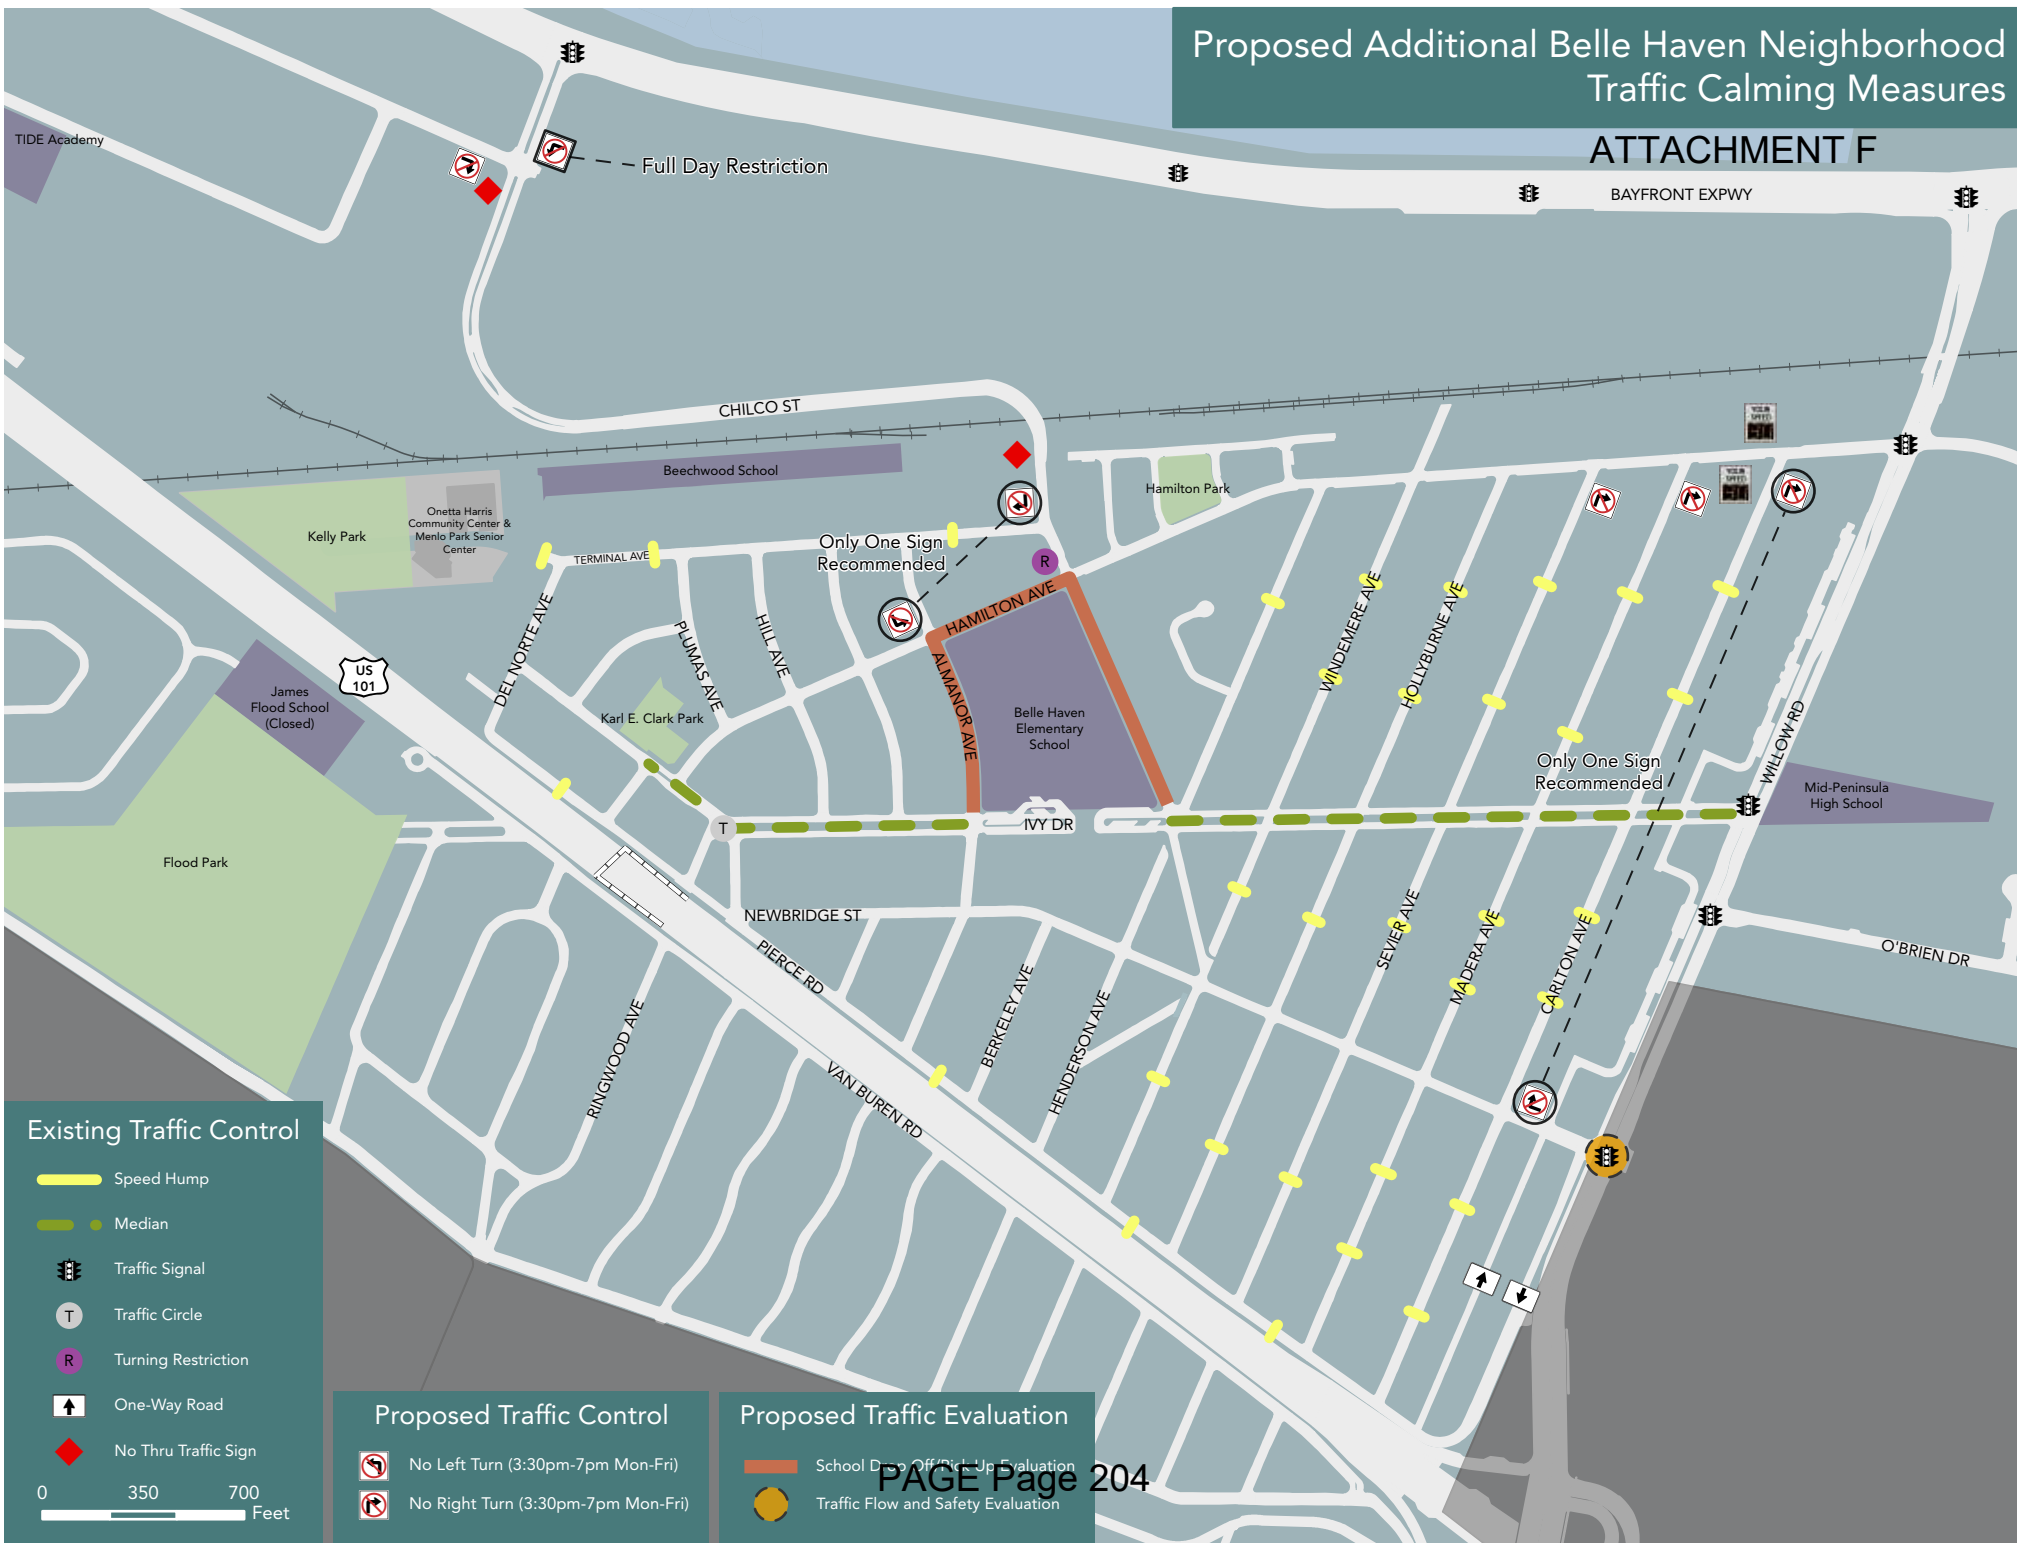 Proposed Additional Belle Haven Neighborhood
Traffic Calming Measures
ATTACHMENT F
TIDE Academy
Full Day Restriction
BAYFRONT EXPWY
CHILCO ST
Beechwood School
Hamilton Park
YOUR
SPEED
YOUR
SPEED
Kelly Park
Onetta Harris
Community Center &
Menlo Park Senior
Center
TERMINAL AVE
Only One Sign
Recommended
R
HAMILTON AVE
DEL NORTE AVE
PLUMAS AVE
HILL AVE
ALMANOR AVE
WINDEMERE AVE
HOLLYBURNE AVE
US
101
James
Flood School
(Closed)
Karl E. Clark Park
Belle Haven
Elementary
School
WILLOW RD
Only One Sign
Recommended
Mid-Peninsula
High School
T
IVY DR
Flood Park
NEWBRIDGE ST
PIERCE RD
SEVIER AVE
MADERA AVE
CARLTON AVE
O'BRIEN DR
RINGWOOD AVE
BERKELEY AVE
HENDERSON AVE
VAN BUREN RD
Existing Traffic Control
Speed Hump
Median
Traffic Signal
T Traffic Circle
R Turning Restriction
One-Way Road
No Thru Traffic Sign
0 350 700
Feet
Proposed Traffic Control
No Left Turn (3:30pm-7pm Mon-Fri)
No Right Turn (3:30pm-7pm Mon-Fri)
Proposed Traffic Evaluation
School Drop Off/Pick Up Evaluation
Traffic Flow and Safety Evaluation
PAGE Page 204